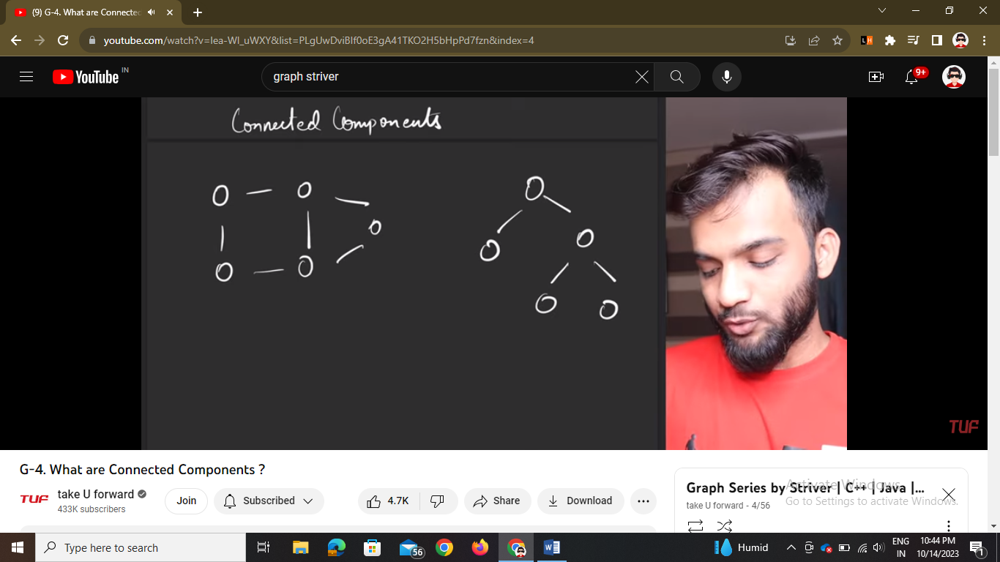 (9) G-4. What are Connected
youtube.com/watch?v=lea-WI_uWXY&list=PLgUwDviBIf0oE3gA41TKO2H5bHpPd7fzn&index=4
YouTube IN
graph striver
9+
Connected Components
TUF
G-4. What are Connected Components ?
TUF take U forward
433K subscribers
Join
Subscribed
4.7K
Share
Download
Graph Series by Striver | C++ | Java |...
take U forward - 4/56
Activate Windows
Go to Settings to activate Windows.
Type here to search
56
Humid
ENG
IN
10:44 PM
10/14/2023
1